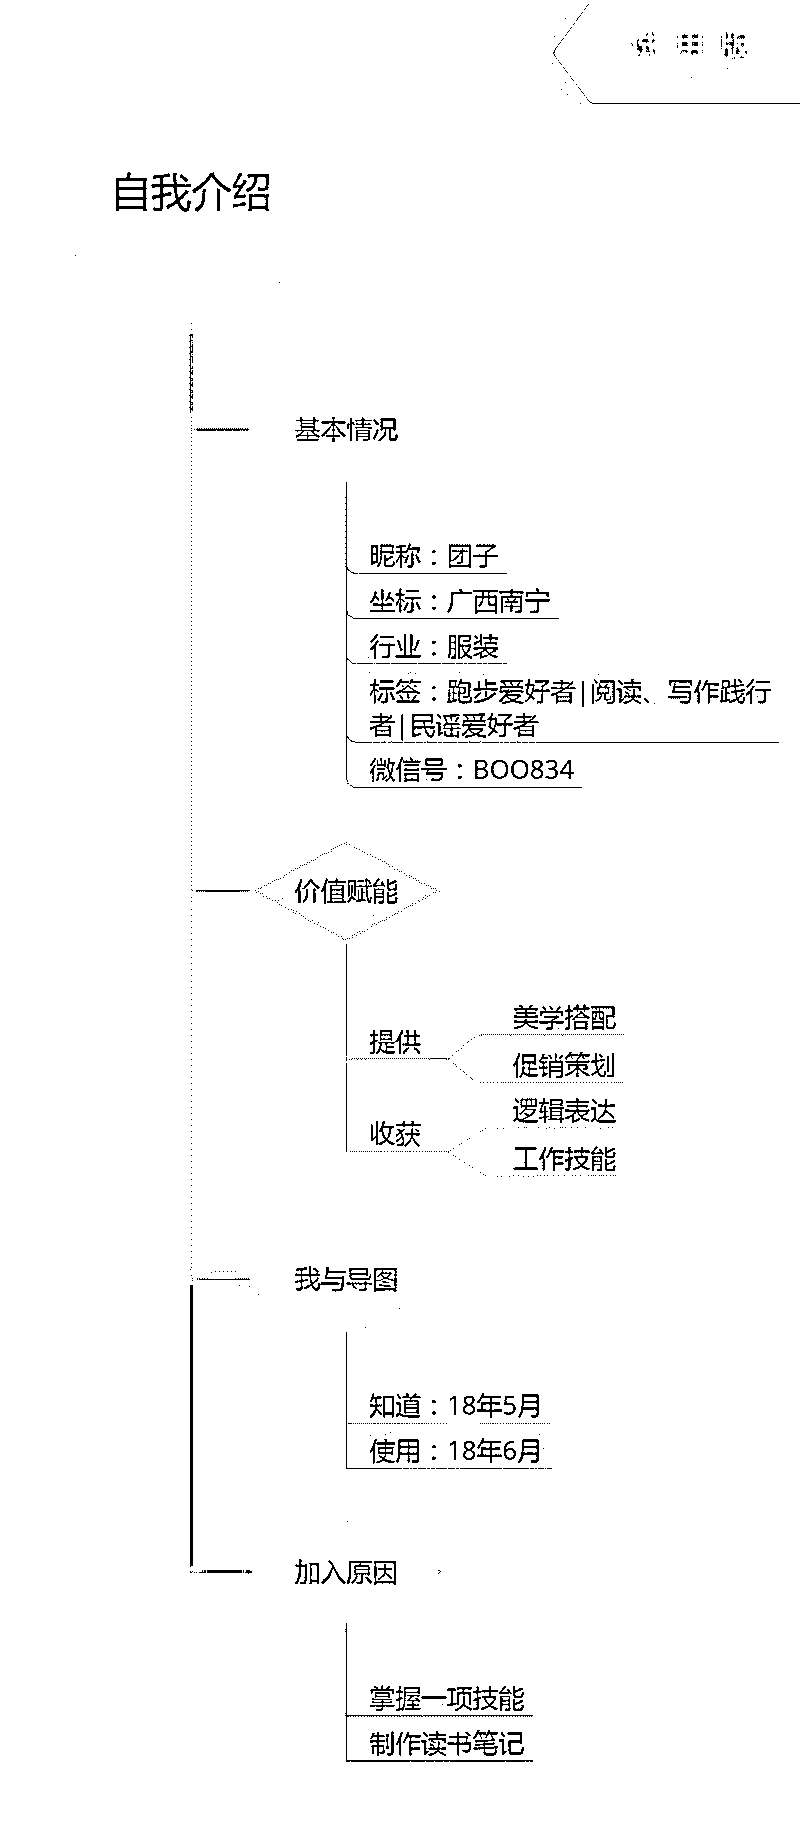 试用版
自我介绍
基本情况
昵称：团子
坐标：广西南宁
行业：服装
标签：跑步爱好者|阅读、写作践行
者|民谣爱好者
微信号：BOO834
价值赋能
提供
美学搭配
促销策划
收获
逻辑表达
工作技能
我与导图
知道：18年5月
使用：18年6月
加入原因
掌握一项技能
制作读书笔记